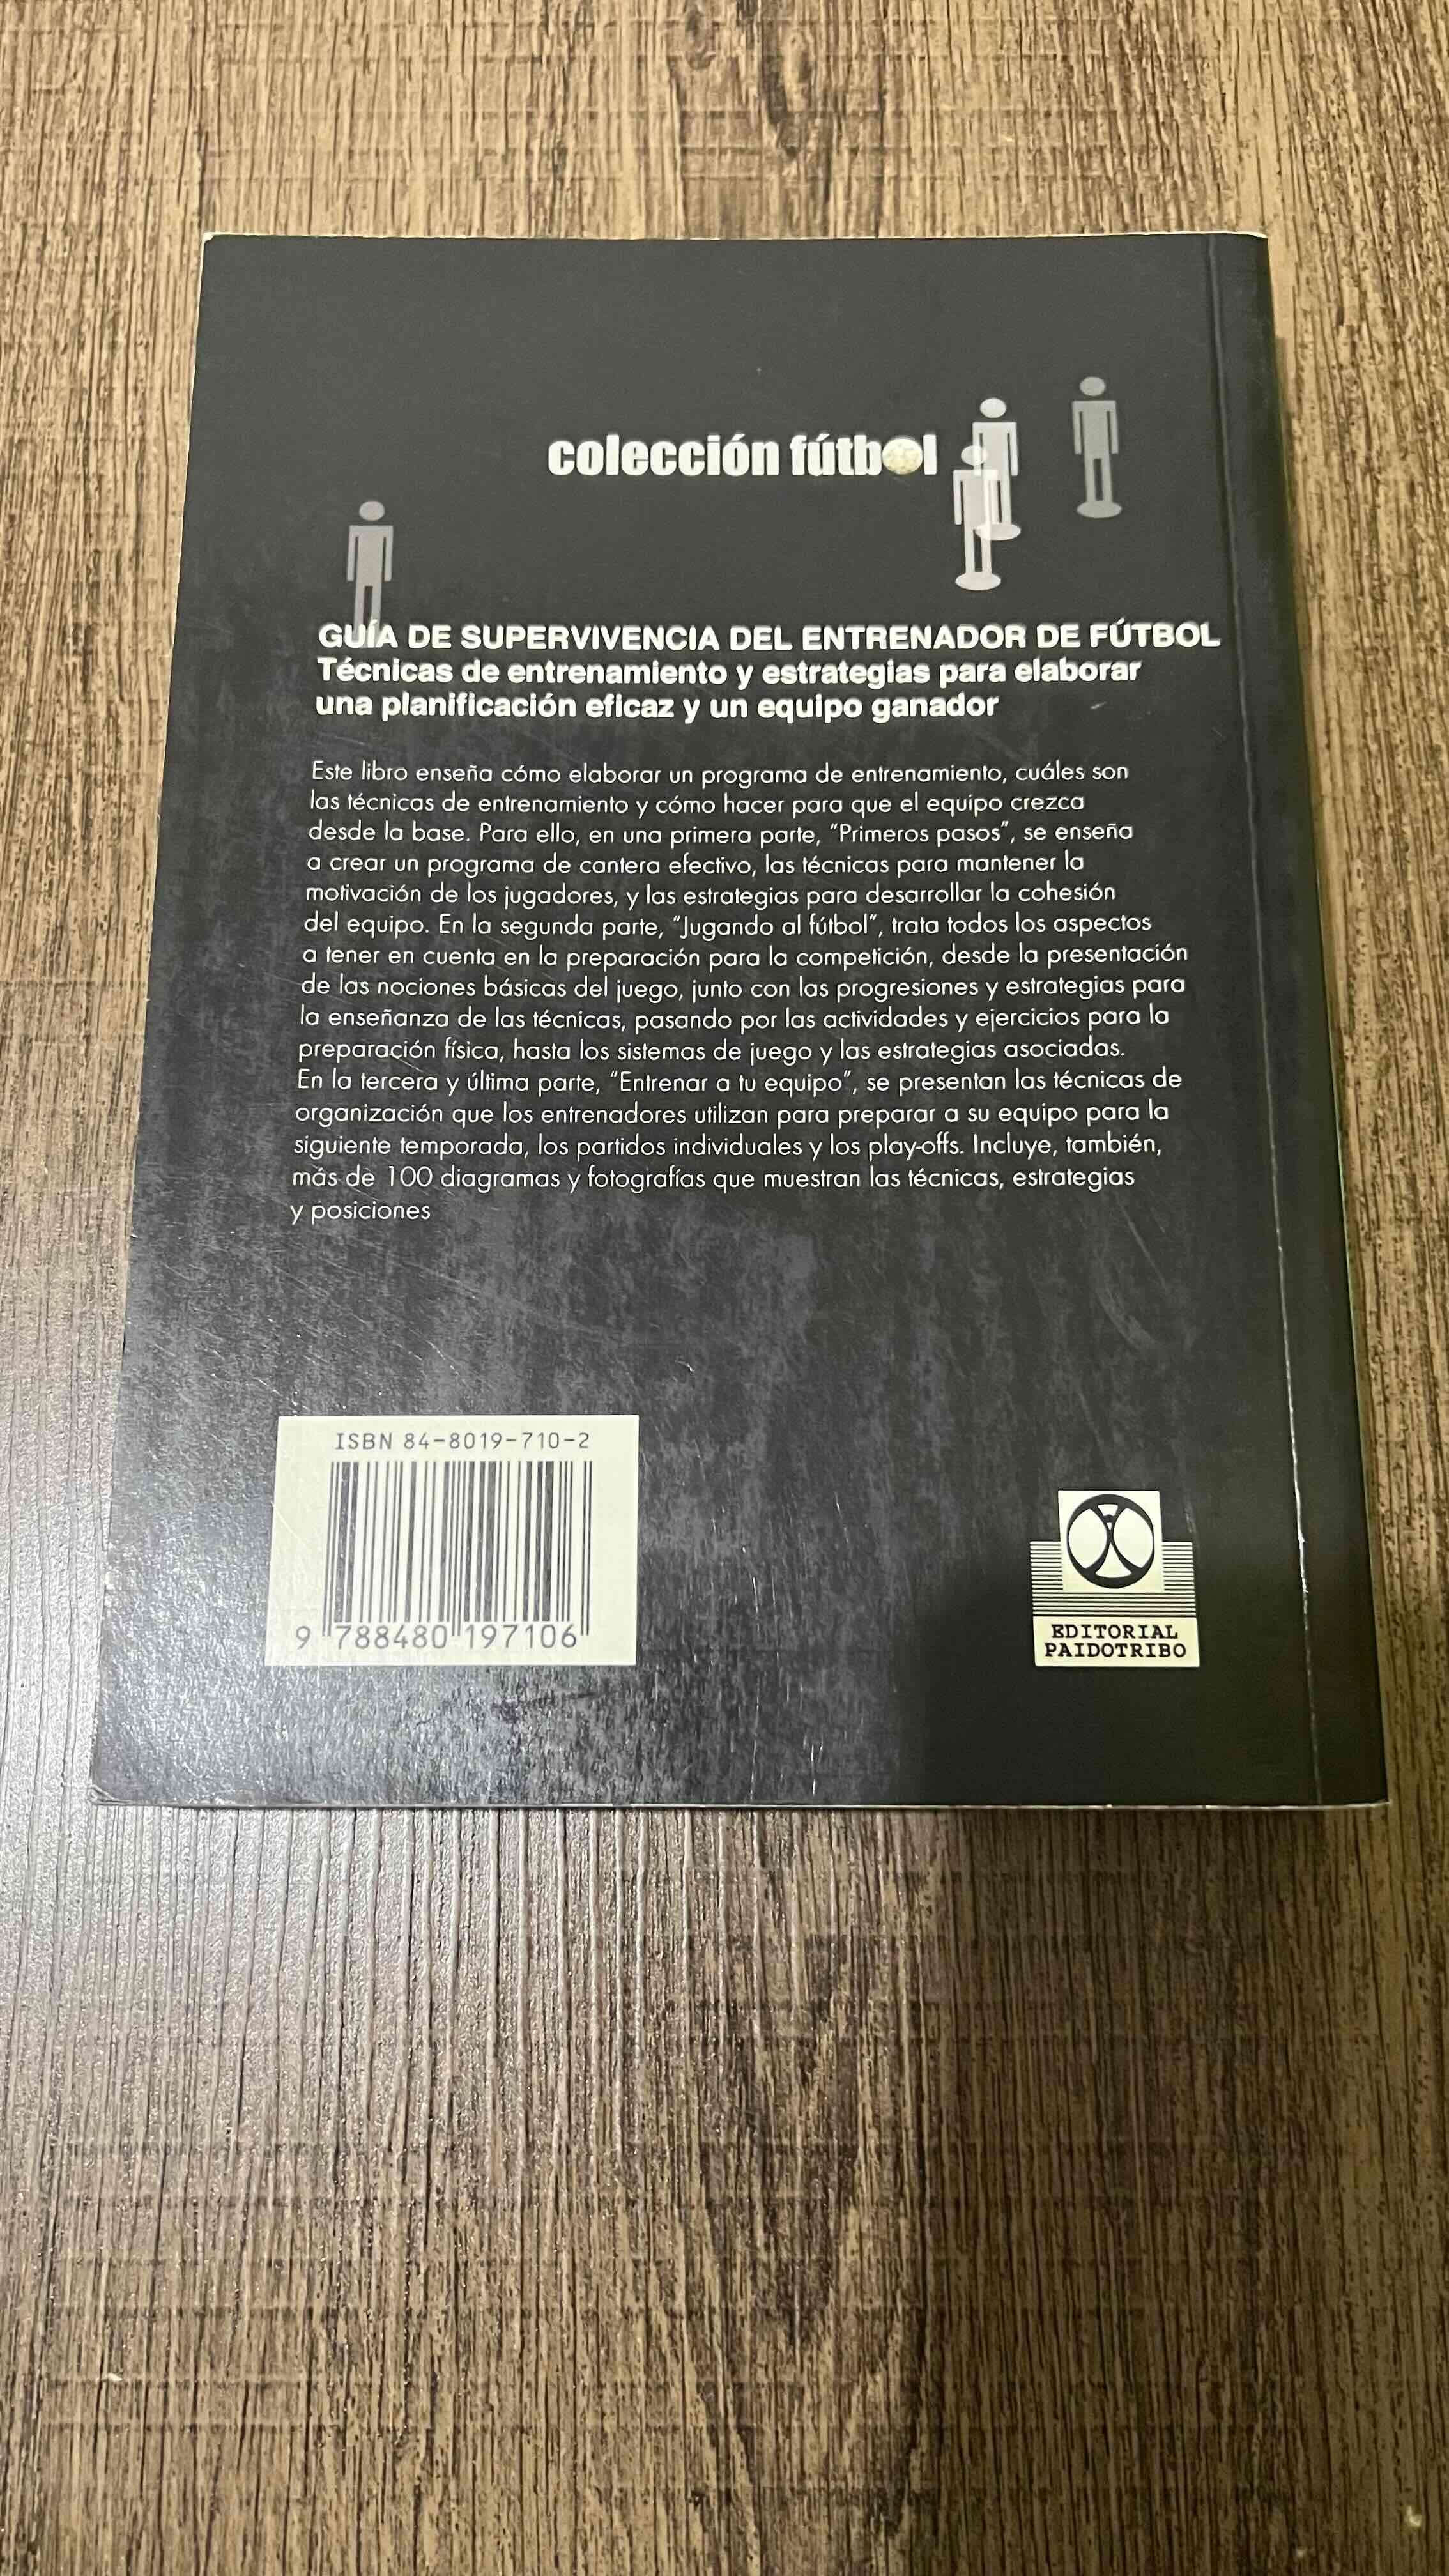 colección fútbol
GUÍA DE SUPERVIVENCIA DEL ENTRENADOR DE FÚTBOL
Técnicas de entrenamiento y estrategias para elaborar
una planificación eficaz y un equipo ganador
Este libro enseña cómo elaborar un programa de entrenamiento, cuáles son
las técnicas de entrenamiento y cómo hacer para que el equipo crezca
desde la base. Para ello, en una primera parte, “Primeros pasos”, se enseña
a crear un programa de cantera efectivo, las técnicas para mantener la
motivación de los jugadores, y las estrategias para desarrollar la cohesión
del equipo. En la segunda parte, “Jugando al fútbol”, trata todos los aspectos
a tener en cuenta en la preparación para la competición, desde la presentación
de las nociones básicas del juego, junto con las progresiones y estrategias para
la enseñanza de las técnicas, pasando por las actividades y ejercicios para la
preparación física, hasta los sistemas de juego y las estrategias asociadas.
En la tercera y última parte, “Entrenar a tu equipo”, se presentan las técnicas de
organización que los entrenadores utilizan para preparar a su equipo para la
siguiente temporada, los partidos individuales y los play-offs. Incluye, también,
más de 100 diagramas y fotografías que muestran las técnicas, estrategias
y posiciones
ISBN 84-8019-710-2
9 788480 197106
EDITORIAL
PAIDOTRIBO